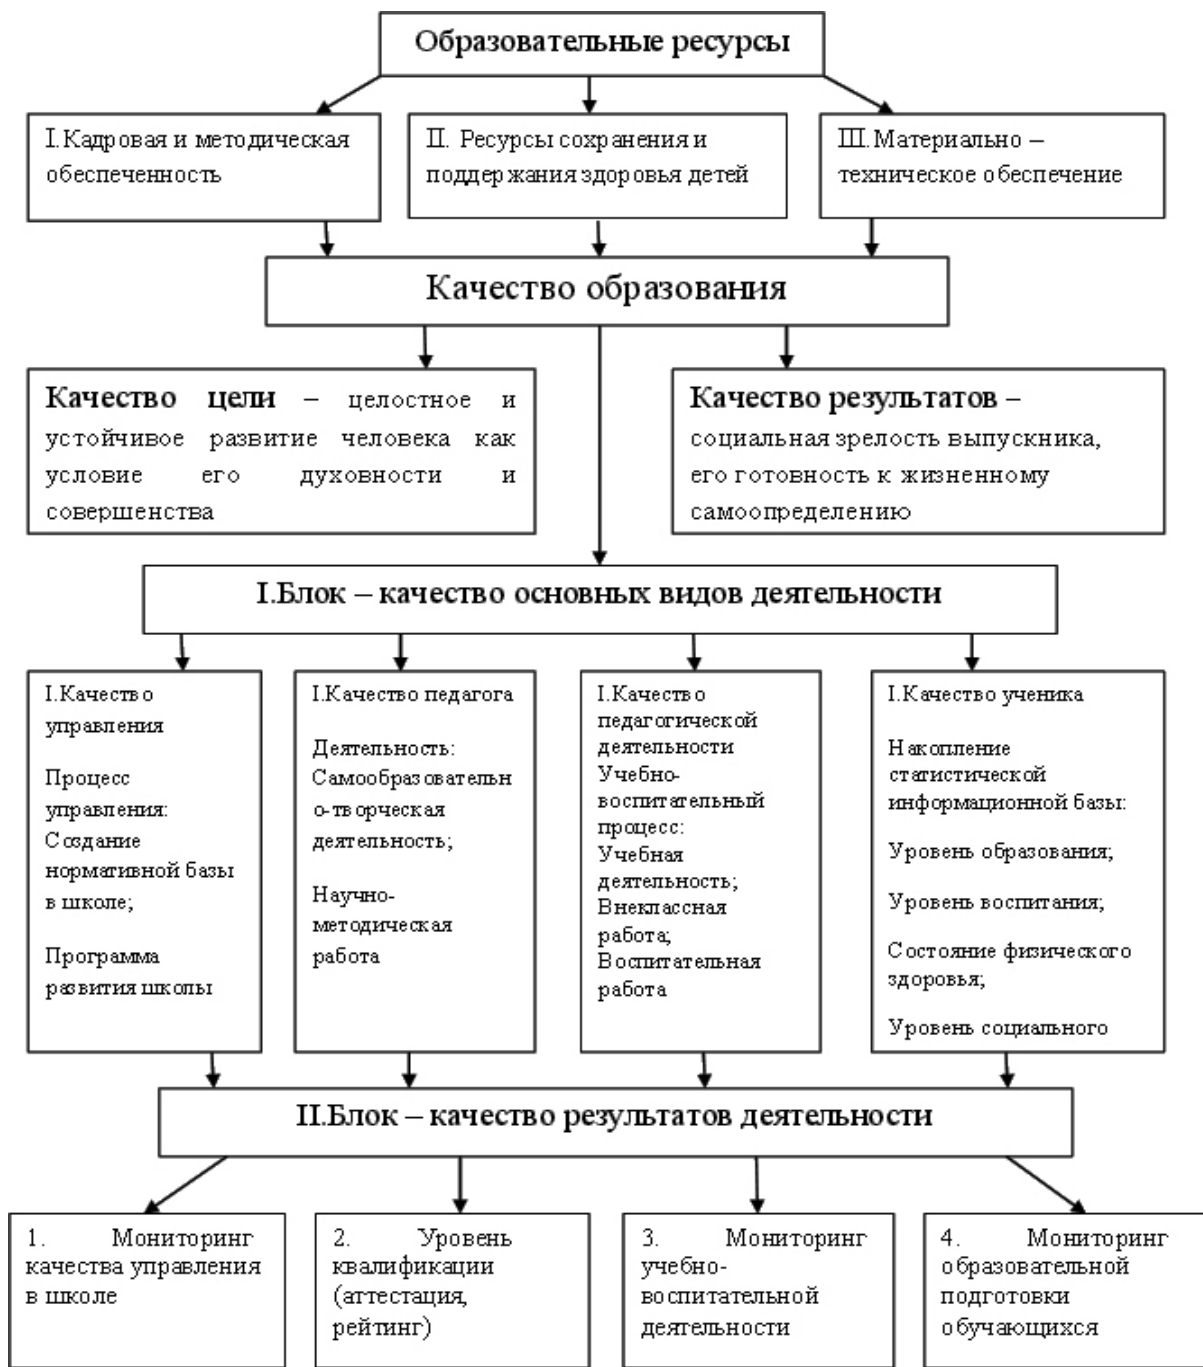 Образовательные ресурсы
I.Кадровая и методическая
обеспеченность
II. Ресурсы сохранения и
поддержания здоровья детей
III.Материально –
техническое обеспечение
Качество образования
Качество цели – целостное и
устойчивое развитие человека как
условие его духовности и
совершенства
Качество результатов –
социальная зрелость выпускника,
его готовность к жизненному
самоопределению
I.Блок – качество основных видов деятельности
I.Качество
управления
Процесс
управления:
Создание
нормативной базы
в школе;
Программа
развития школы
I.Качество педагога
Деятельность:
Самообразовательн
о-творческая
деятельность;
Научно-
методическая
работа
I.Качество
педагогической
деятельности
Учебно-
воспитательный
процесс:
Учебная
деятельность;
Внеклассная
работа;
Воспитательная
работа
I.Качество ученика
Накопление
статистической
информационной базы:
Уровень образования;
Уровень воспитания;
Состояние физического
здоровья;
Уровень социального
II.Блок – качество результатов деятельности
1. Мониторинг
качества управления
в школе
2. Уровень
квалификации
(аттестация,
рейтинг)
3. Мониторинг
учебно-
воспитательной
деятельности
4. Мониторинг
образовательной
подготовки
обучающихся